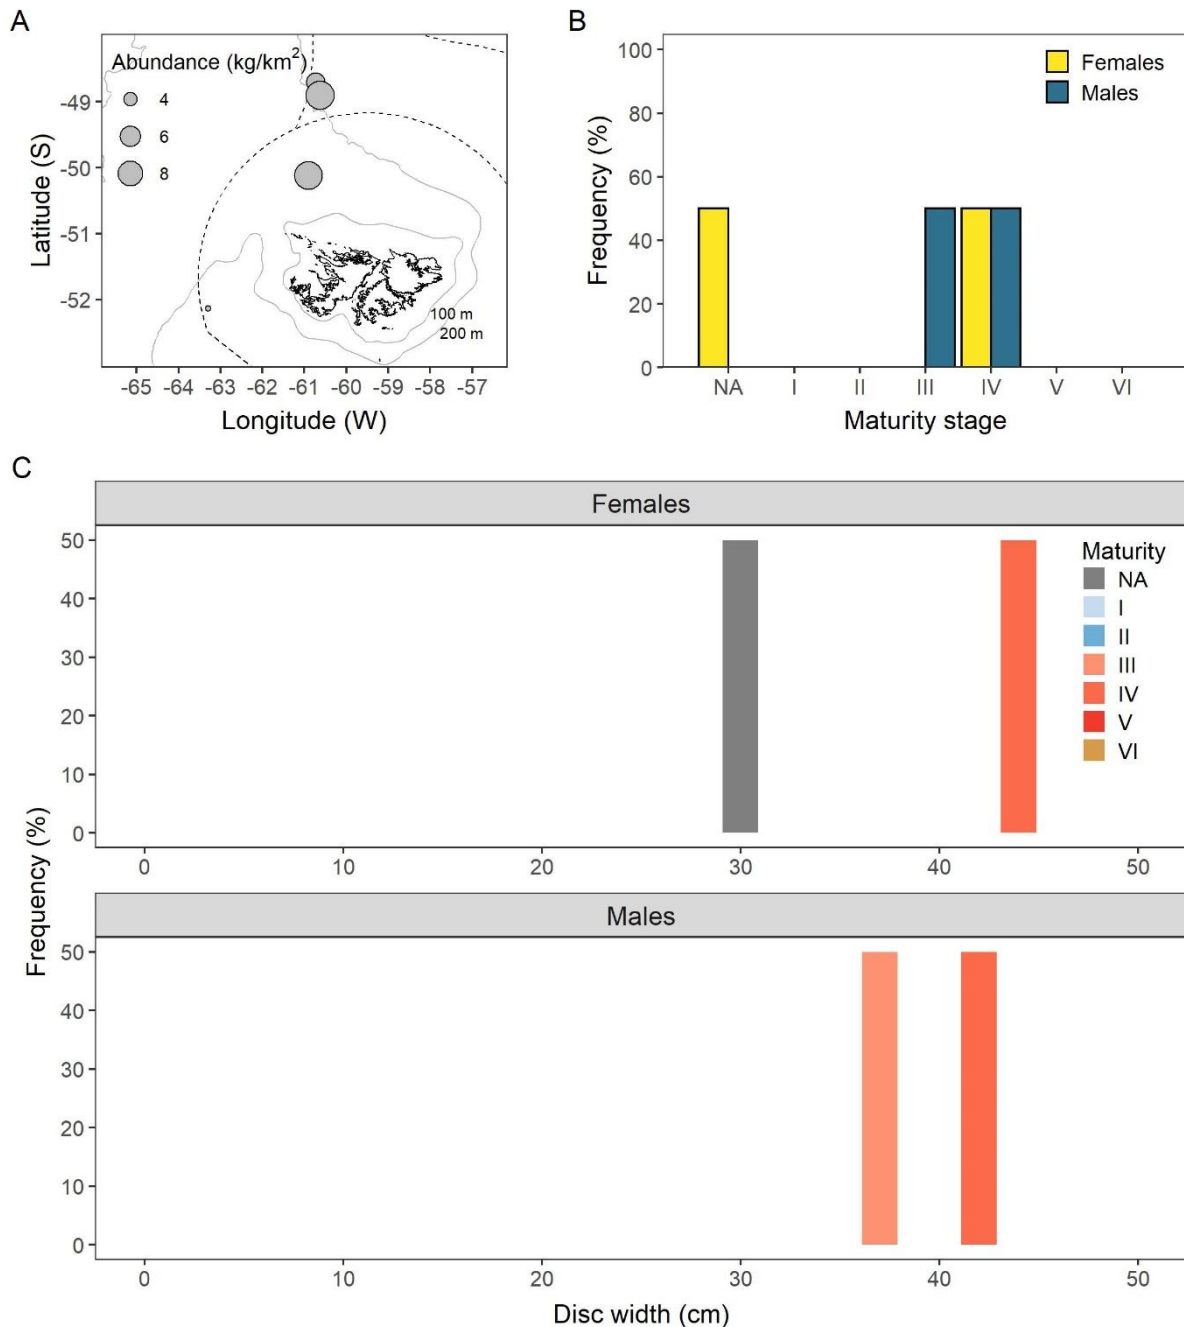 A
Abundance (kg/km²)
4
6
8
-49
-50
-51
-52
Latitude (S)
100 m
200 m
-65 -64 -63 -62 -61 -60 -59 -58 -57
Longitude (W)
B
Females
Males
100
80
60
40
20
0
Frequency (%)
NA I II III IV V VI
Maturity stage
C
Females
Maturity
NA
I
II
III
IV
V
VI
50
40
30
20
10
0
0 10 20 30 40 50
Frequency (%)
Males
50
40
30
20
10
0
0 10 20 30 40 50
Disc width (cm)